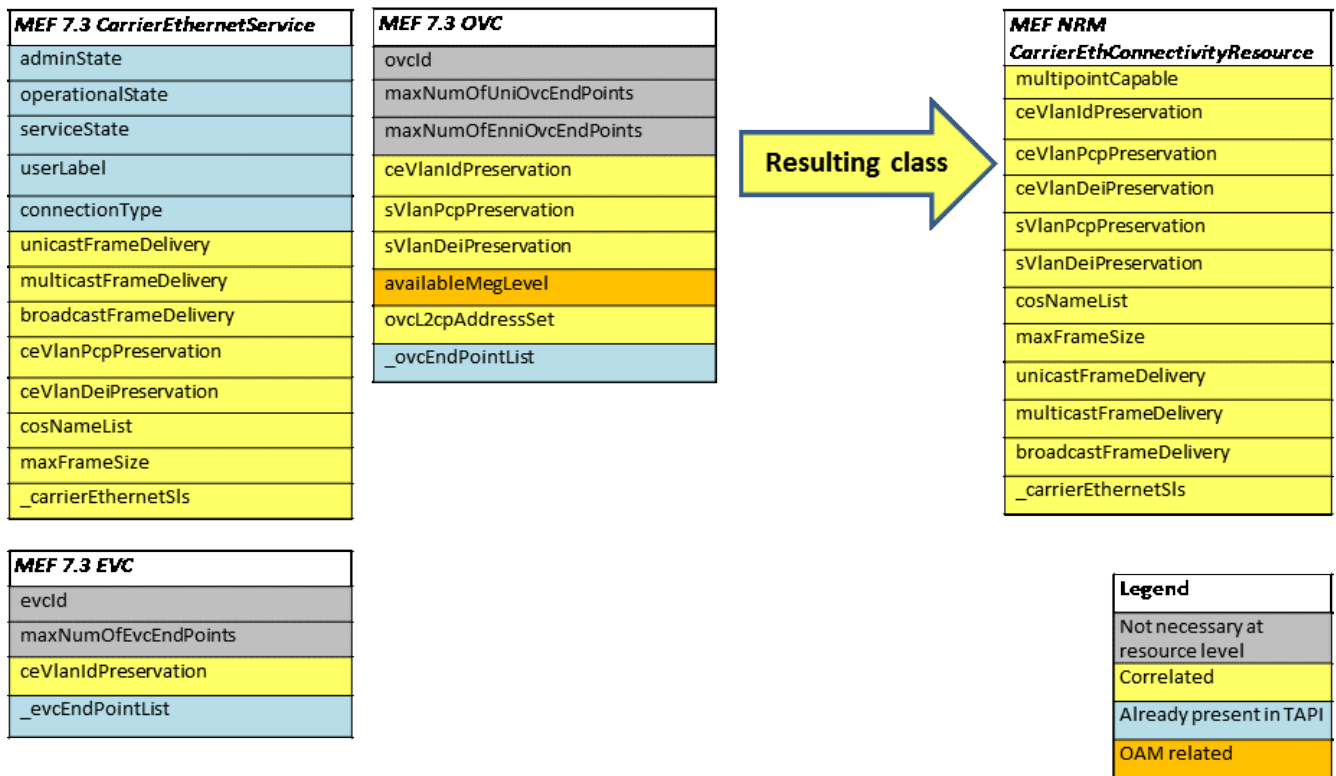 MEF 7.3 CarrierEthernetService
adminState
operationalState
serviceState
userLabel
connectionType
unicastFrameDelivery
multicastFrameDelivery
broadcastFrameDelivery
ceVlanPcpPreservation
ceVlanDeiPreservation
cosNameList
maxFrameSize
_carrierEthernetSls
MEF 7.3 EVC
evcId
maxNumOfEvcEndPoints
ceVlanIdPreservation
_evcEndPointList
MEF 7.3 OVC
ovcId
maxNumOfUniOvcEndPoints
maxNumOfEnniOvcEndPoints
ceVlanIdPreservation
sVlanPcpPreservation
sVlanDeiPreservation
availableMegLevel
ovcL2cpAddressSet
_ovcEndPointList
Resulting class
MEF NRM
CarrierEthConnectivityResource
multipointCapable
ceVlanIdPreservation
ceVlanPcpPreservation
ceVlanDeiPreservation
sVlanPcpPreservation
sVlanDeiPreservation
cosNameList
maxFrameSize
unicastFrameDelivery
multicastFrameDelivery
broadcastFrameDelivery
_carrierEthernetSls
Legend
Not necessary at
resource level
Correlated
Already present in TAPI
OAM related